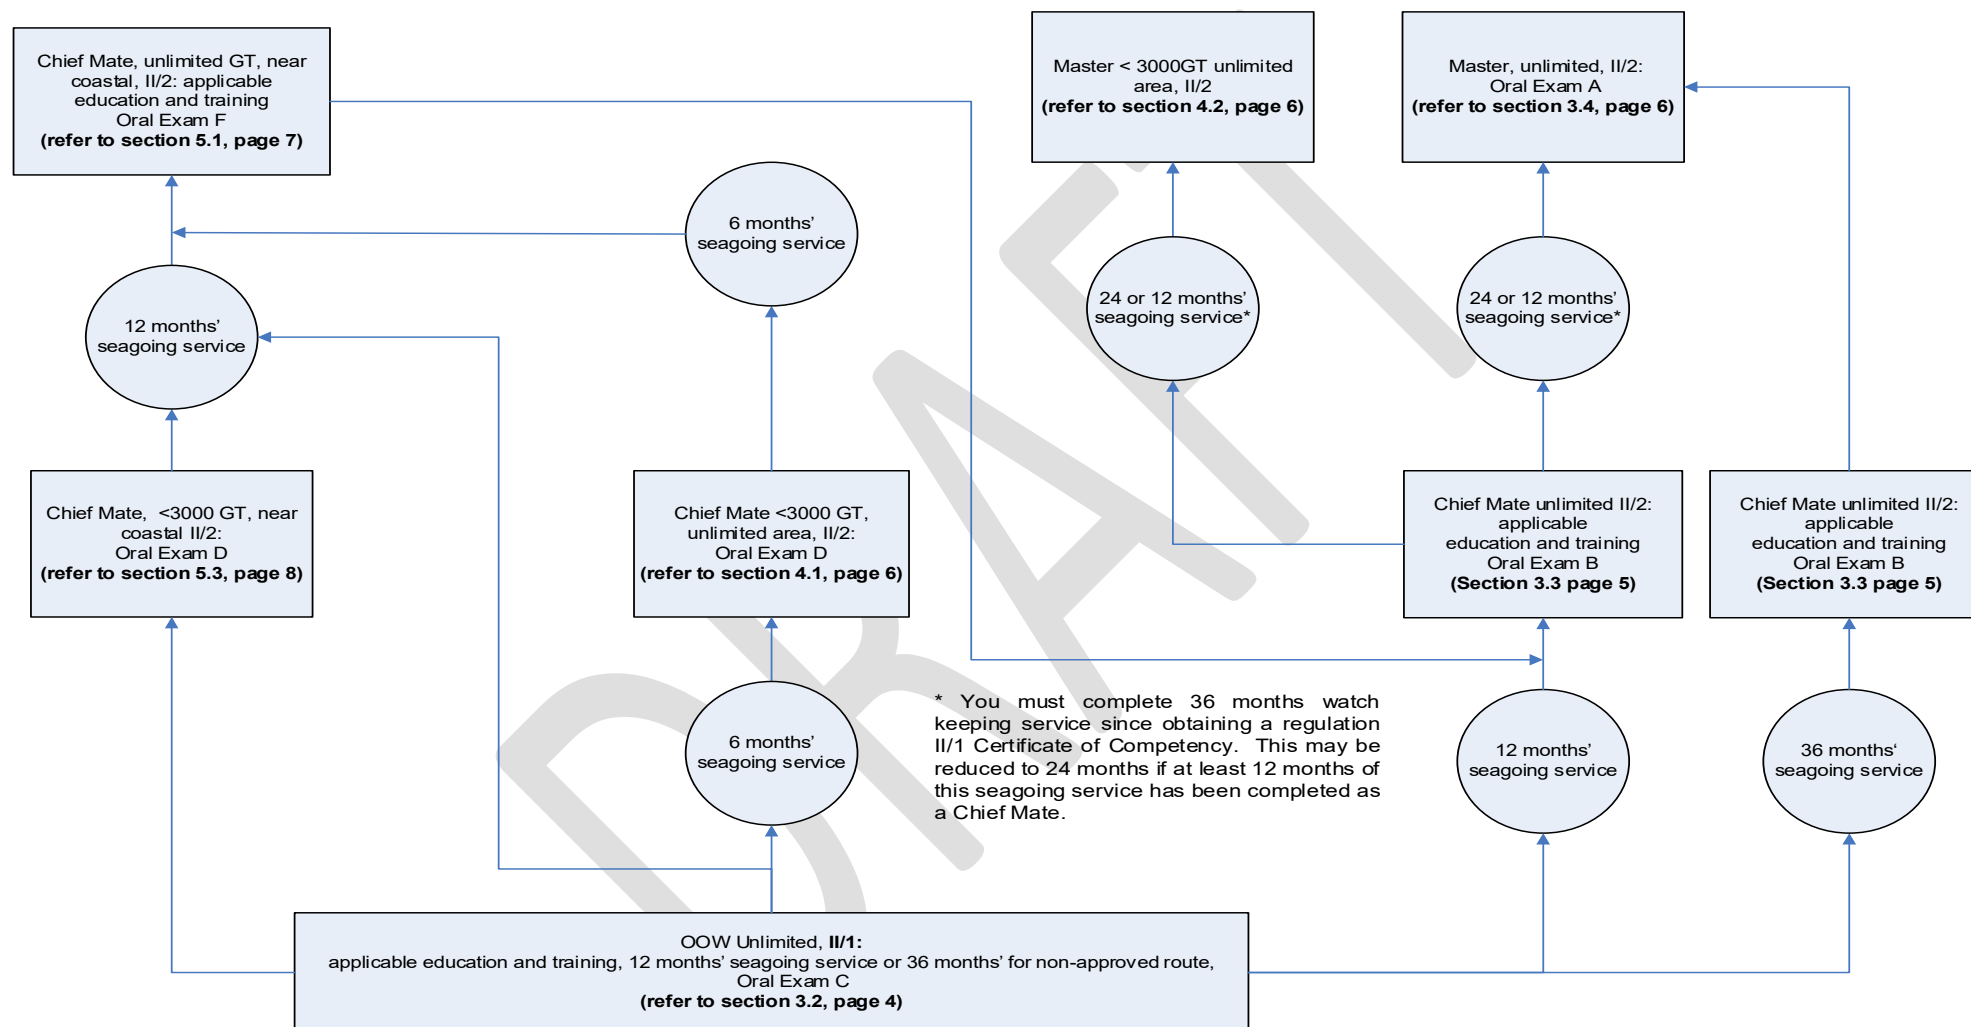 Chief Mate, unlimited GT, near
coastal, II/2: applicable
education and training
Oral Exam F
(refer to section 5.1, page 7)
Master < 3000GT unlimited
area, II/2
(refer to section 4.2, page 6)
Master, unlimited, II/2:
Oral Exam A
(refer to section 3.4, page 6)
6 months’
seagoing service
12 months’
seagoing service
24 or 12 months’
seagoing service*
24 or 12 months’
seagoing service*
Chief Mate,  <3000 GT, near
coastal II/2:
Oral Exam D
(refer to section 5.3, page 8)
Chief Mate <3000 GT,
unlimited area, II/2:
Oral Exam D
(refer to section 4.1, page 6)
Chief Mate unlimited II/2:
applicable
education and training
Oral Exam B
(Section 3.3 page 5)
Chief Mate unlimited II/2:
applicable
education and training
Oral Exam B
(Section 3.3 page 5)
6 months’
seagoing service
* You must complete 36 months watch
keeping service since obtaining a regulation
II/1 Certificate of Competency.  This may be
reduced to 24 months if at least 12 months of
this seagoing service has been completed as
a Chief Mate.
12 months’
seagoing service
36 months‘
seagoing service
OOW Unlimited, II/1:
applicable education and training, 12 months’ seagoing service or 36 months’ for non-approved route,
Oral Exam C
(refer to section 3.2, page 4)
DRAFT